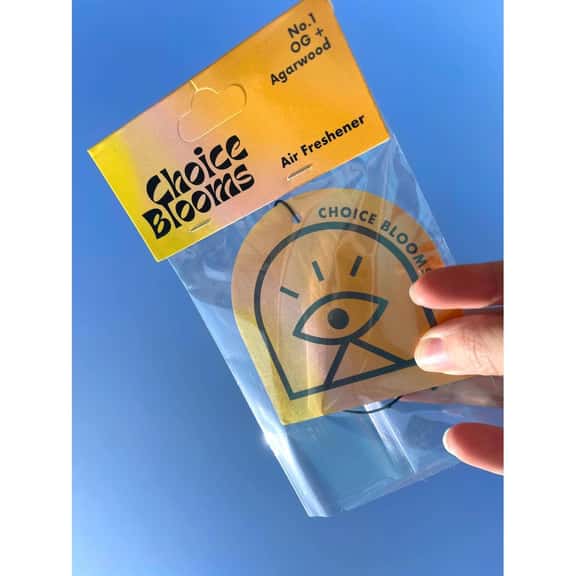 No.1
OG +
Agarwood
Choice
Blooms
Air Freshener
CHOICE BLOOMS